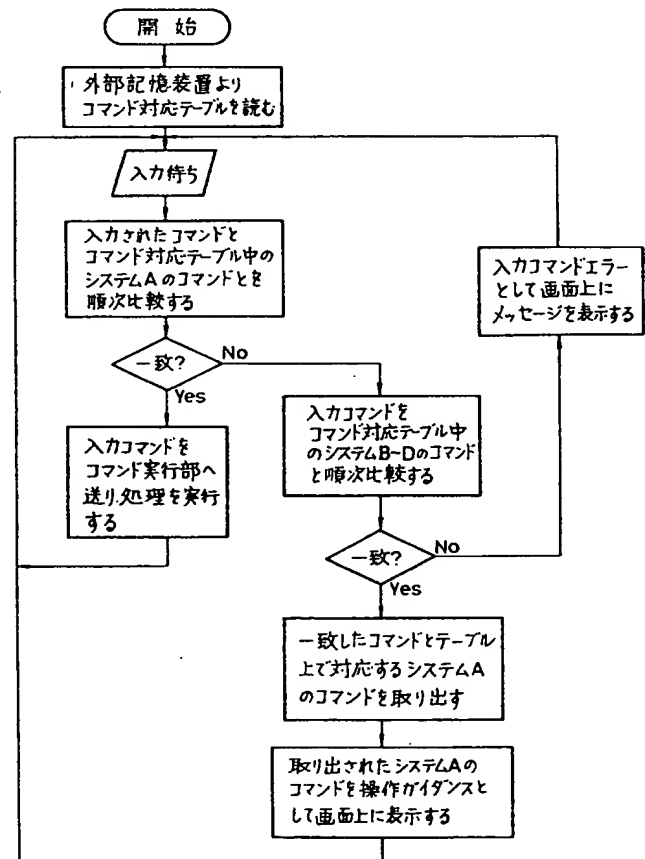 開始
外部記憶装置より
コマンド対応テーブルを読む
入力待ち
入力されたコマンドと
コマンド対応テーブル中の
システムAのコマンドとを
順次比較する
一致?
No
Yes
入力コマンドを
コマンド実行部へ
送り、処理を実行
する
入力コマンドを
コマンド対応テーブル中
のシステムB~Dのコマンド
と順次比較する
一致?
No
Yes
入力コマンドエラー
として画面上に
メッセージを表示する
一致したコマンドとテーブル
上で対応するシステムA
のコマンドを取り出す
取り出されたシステムAの
コマンドを操作ガイダンスと
して画面上に表示する